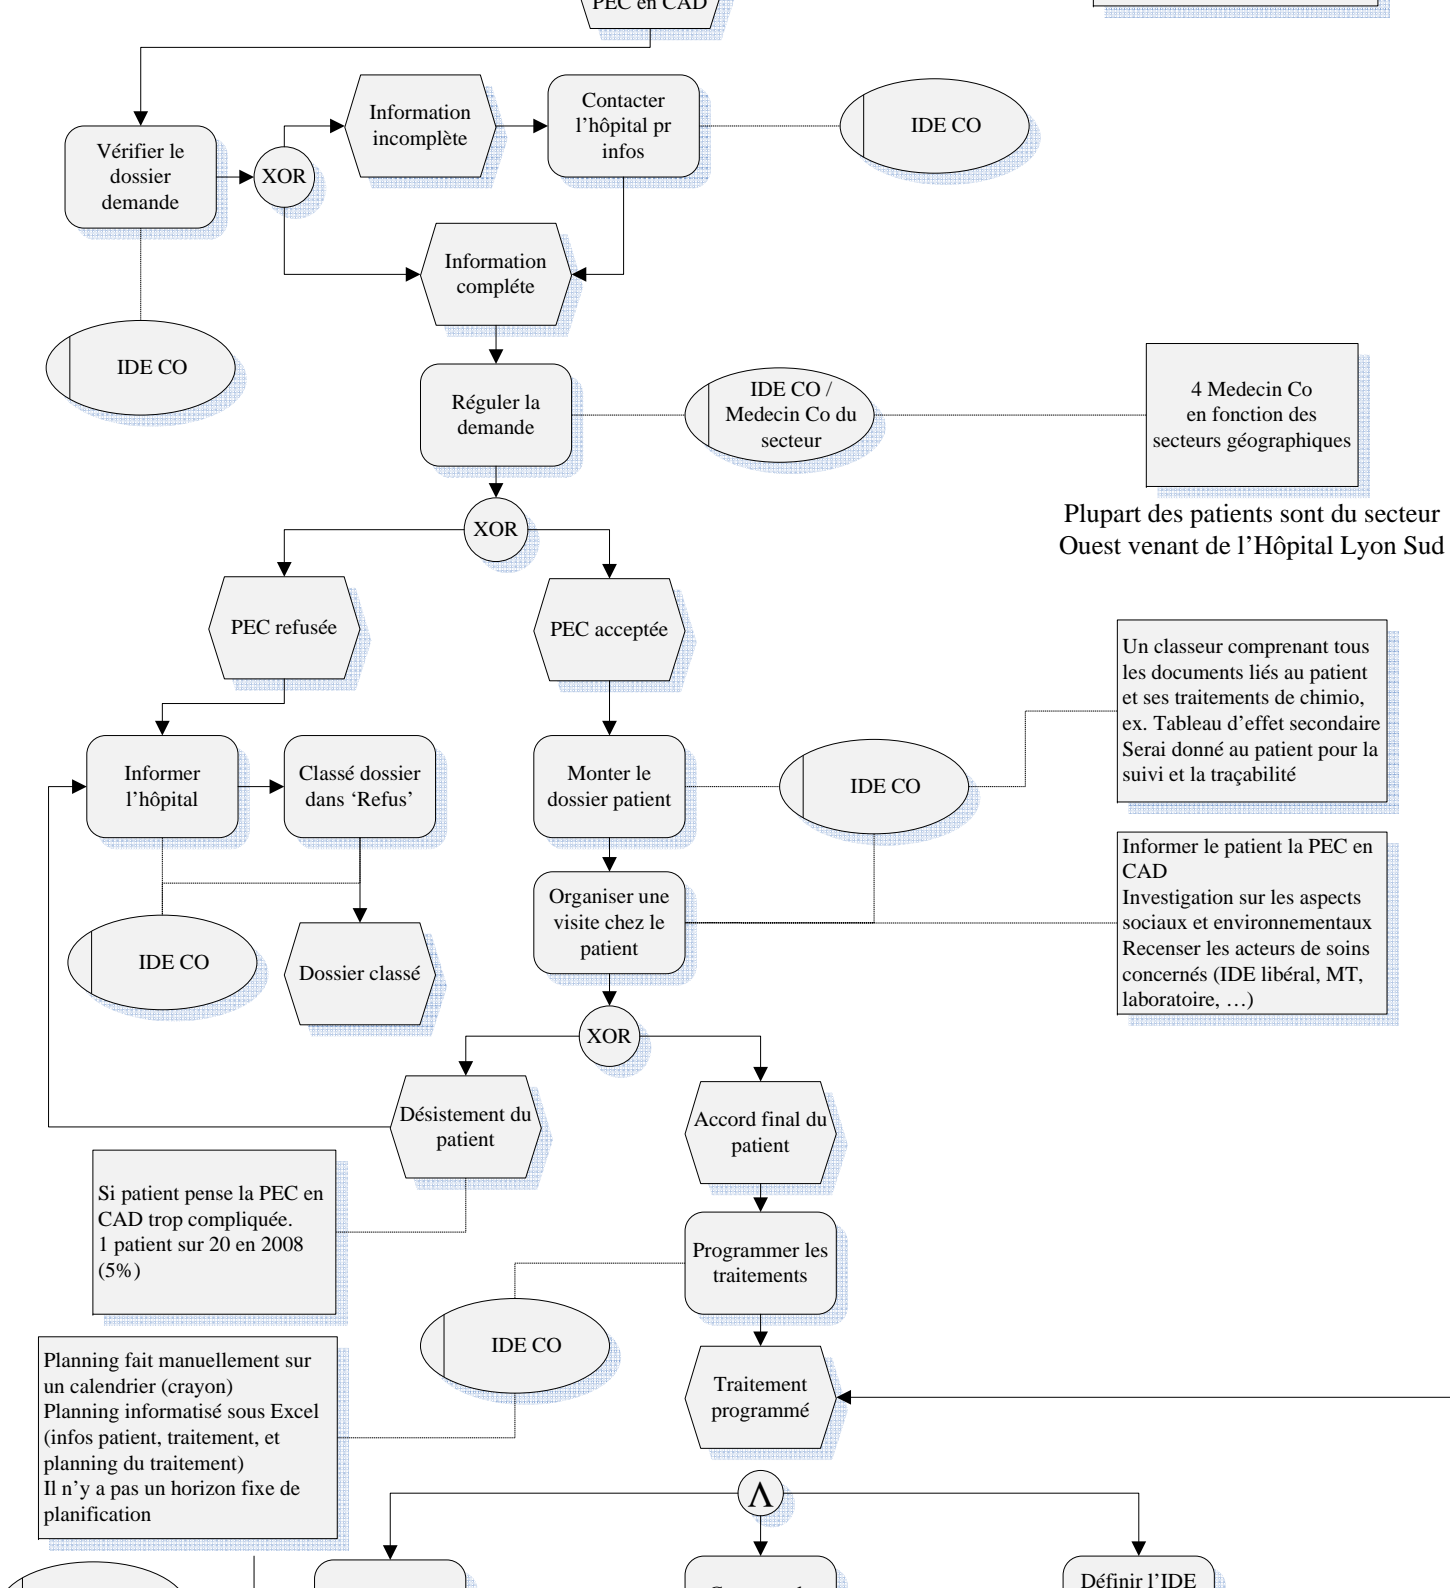 PEC en CAD
Information
incomplète
Contacter
l’hôpital pr
infos
IDE CO
Vérifier le
dossier
demande
XOR
Information
compléte
IDE CO
Réguler la
demande
IDE CO /
Medecin Co du
secteur
4 Medecin Co
en fonction des
secteurs géographiques
Plupart des patients sont du secteur
Ouest venant de l’Hôpital Lyon Sud
XOR
PEC refusée
PEC acceptée
Un classeur comprenant tous
les documents liés au patient
et ses traitements de chimio,
ex. Tableau d’effet secondaire
Serai donné au patient pour la
suivi et la traçabilité
Informer
l’hôpital
Classé dossier
dans ‘Refus’
Monter le
dossier patient
IDE CO
Informer le patient la PEC en
CAD
Investigation sur les aspects
sociaux et environnementaux
Recenser les acteurs de soins
concernés (IDE libéral, MT,
laboratoire, …)
Organiser une
visite chez le
patient
IDE CO
Dossier classé
XOR
Désistement du
patient
Accord final du
patient
Si patient pense la PEC en
CAD trop compliquée.
1 patient sur 20 en 2008
(5%)
Programmer les
traitements
IDE CO
Planning fait manuellement sur
un calendrier (crayon)
Planning informatisé sous Excel
(infos patient, traitement, et
planning du traitement)
Il n’y a pas un horizon fixe de
planification
Traitement
programmé
Λ
Définir l’IDE